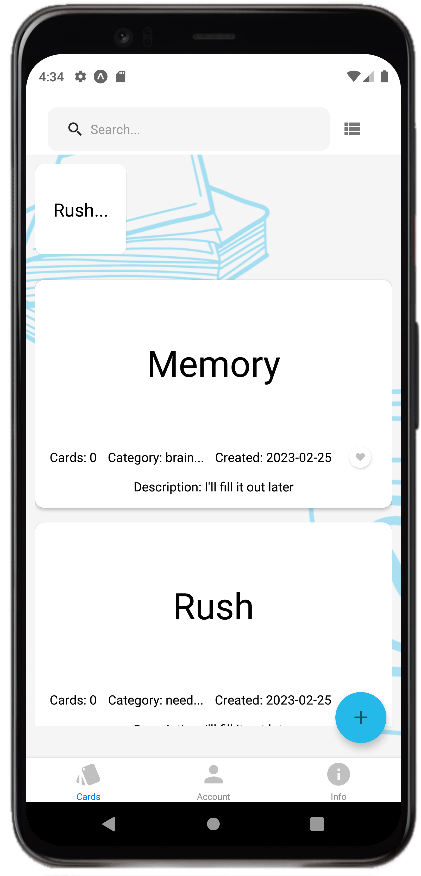 4:34
Search...
Rush...
Memory
Cards: 0 Category: brain... Created: 2023-02-25
Description: I'll fill it out later
Rush
Cards: 0 Category: need... Created: 2023-02-25
Cards Account Info